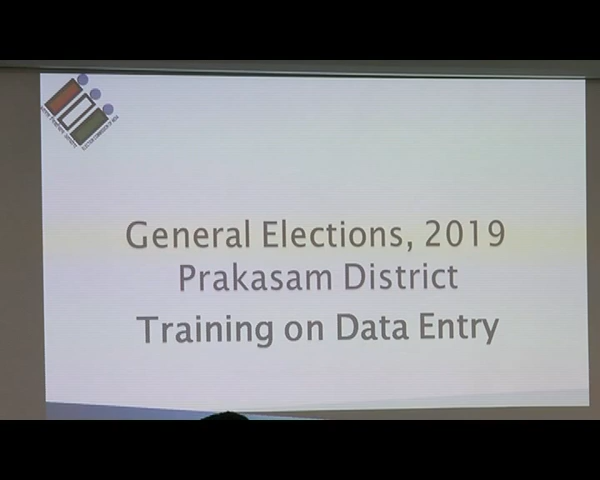 General Elections, 2019
Prakasam District
Training on Data Entry